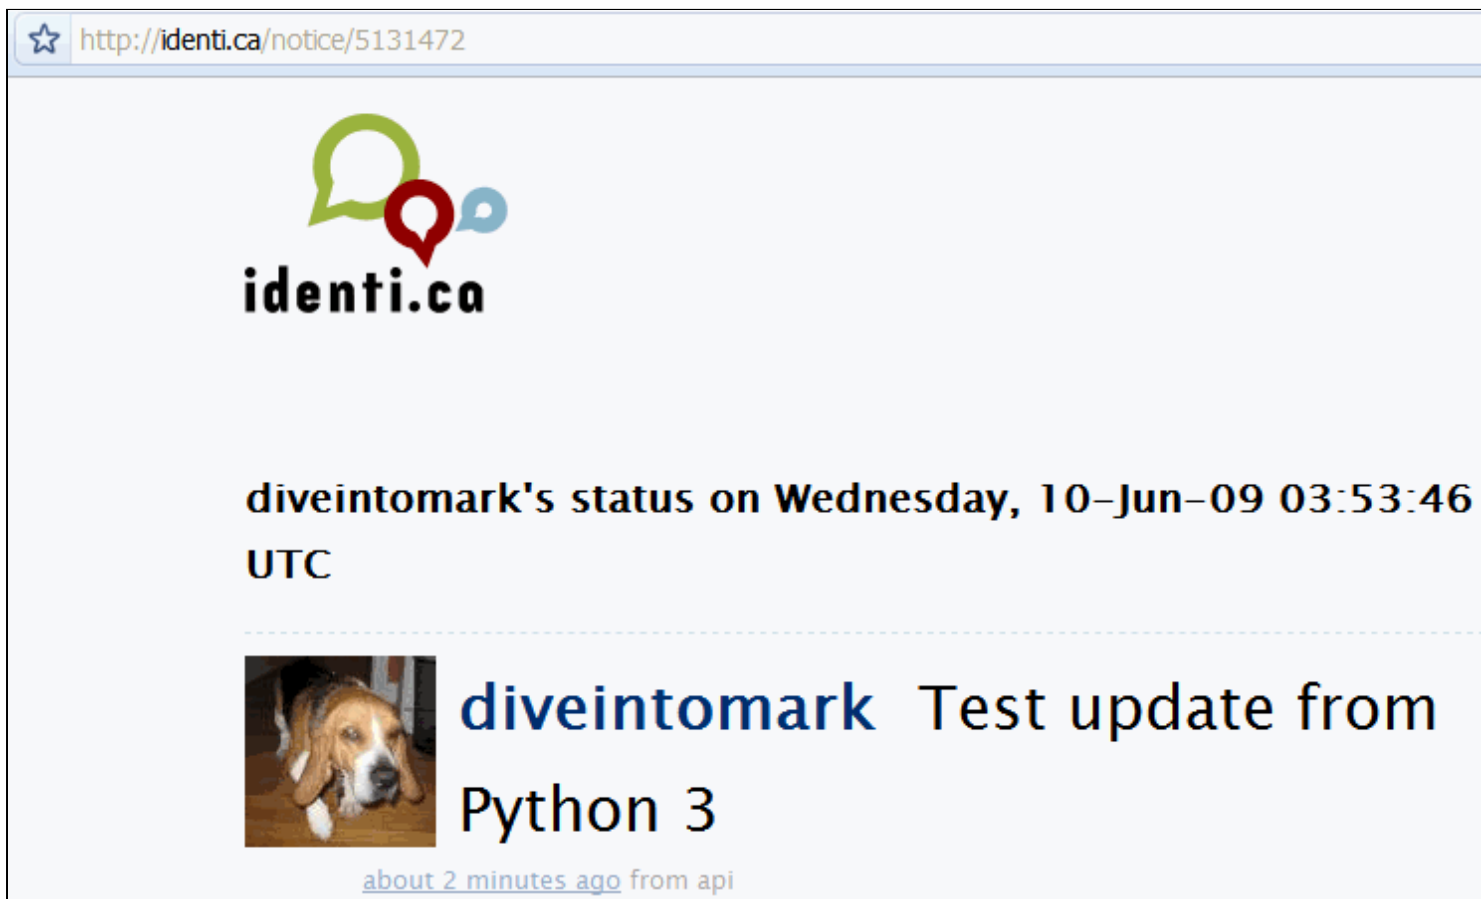 http://identi.ca/notice/5131472
identi.ca
diveintomark's status on Wednesday, 10-Jun-09 03:53:46
UTC
diveintomark Test update from
Python 3
about 2 minutes ago from api